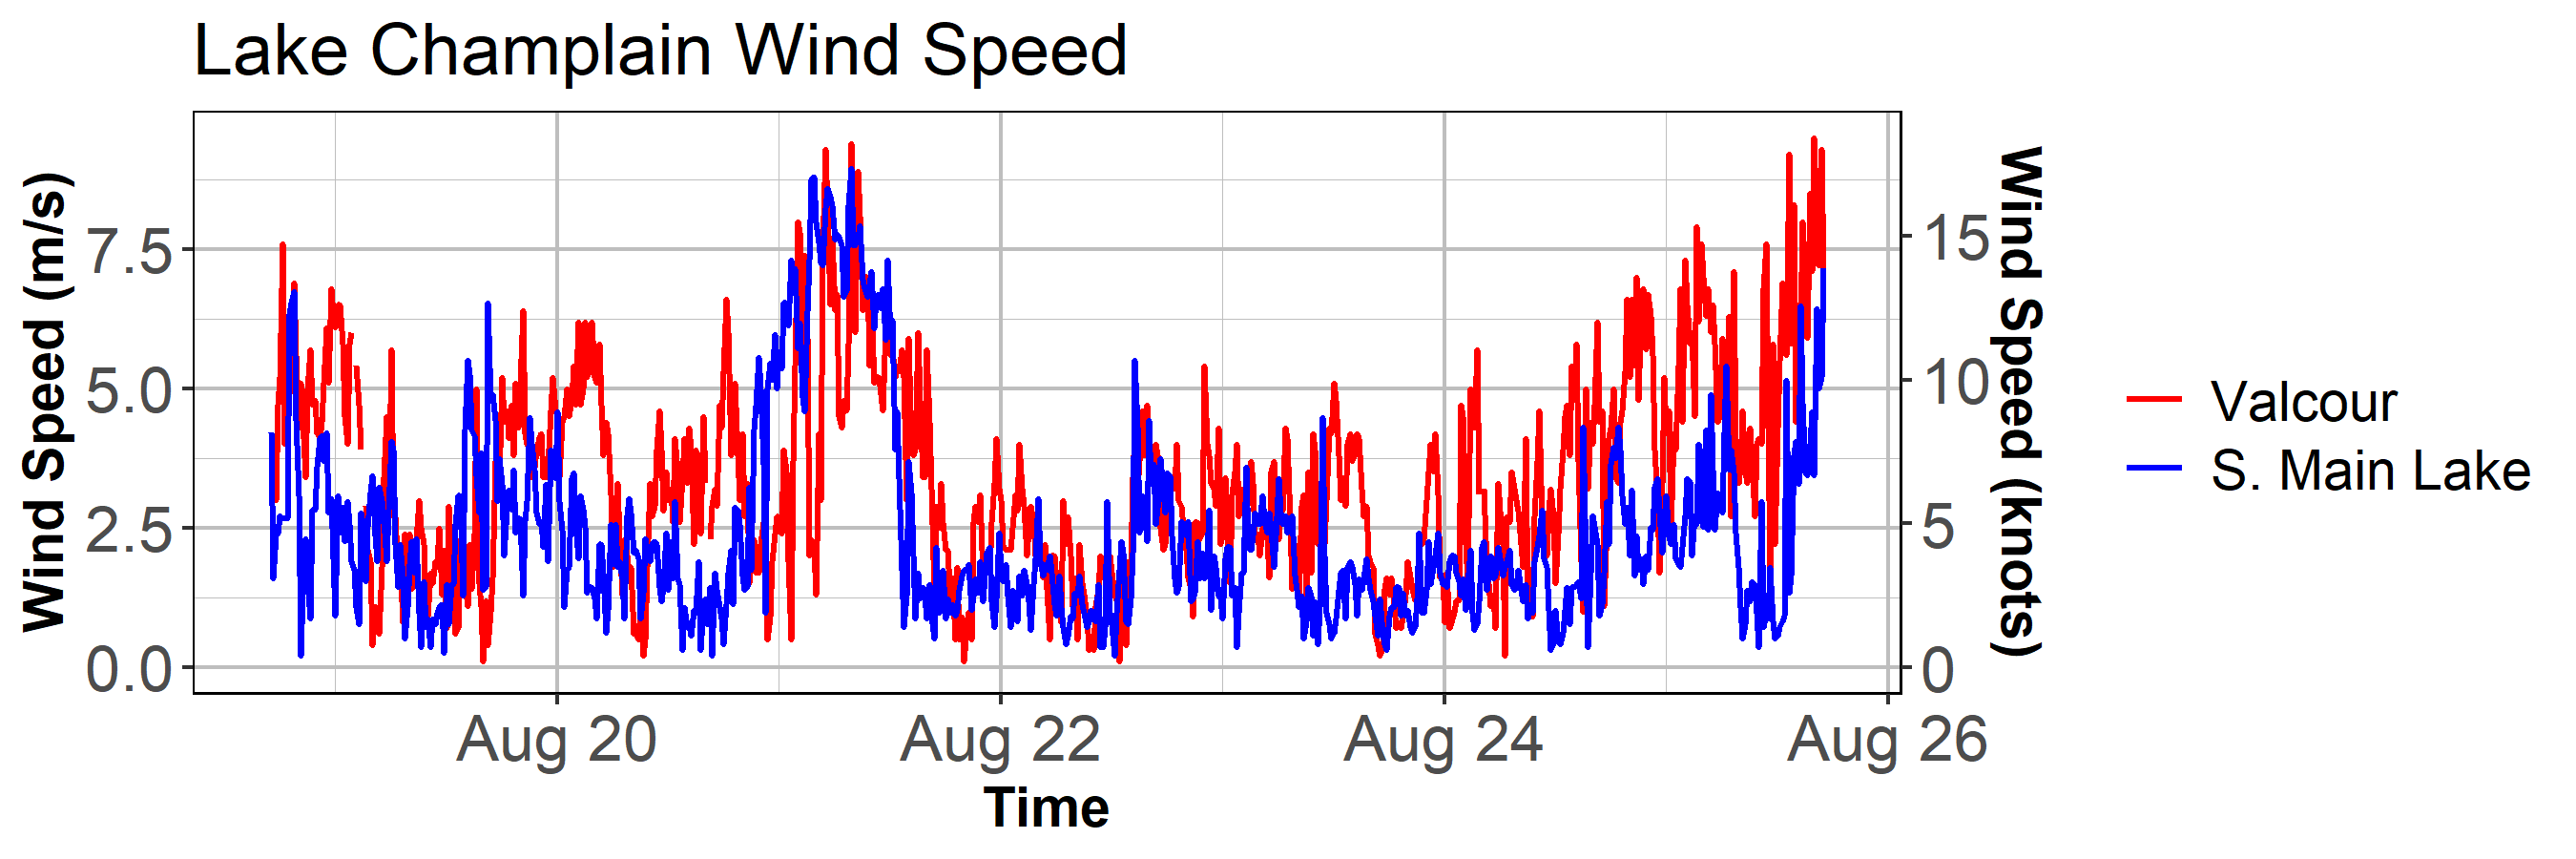 Lake Champlain Wind Speed
Wind Speed (m/s)
7.5
5.0
2.5
0.0
15
10
5
0
Wind Speed (knots)
Aug 20
Aug 22
Aug 24
Aug 26
Time
Valcour
S. Main Lake